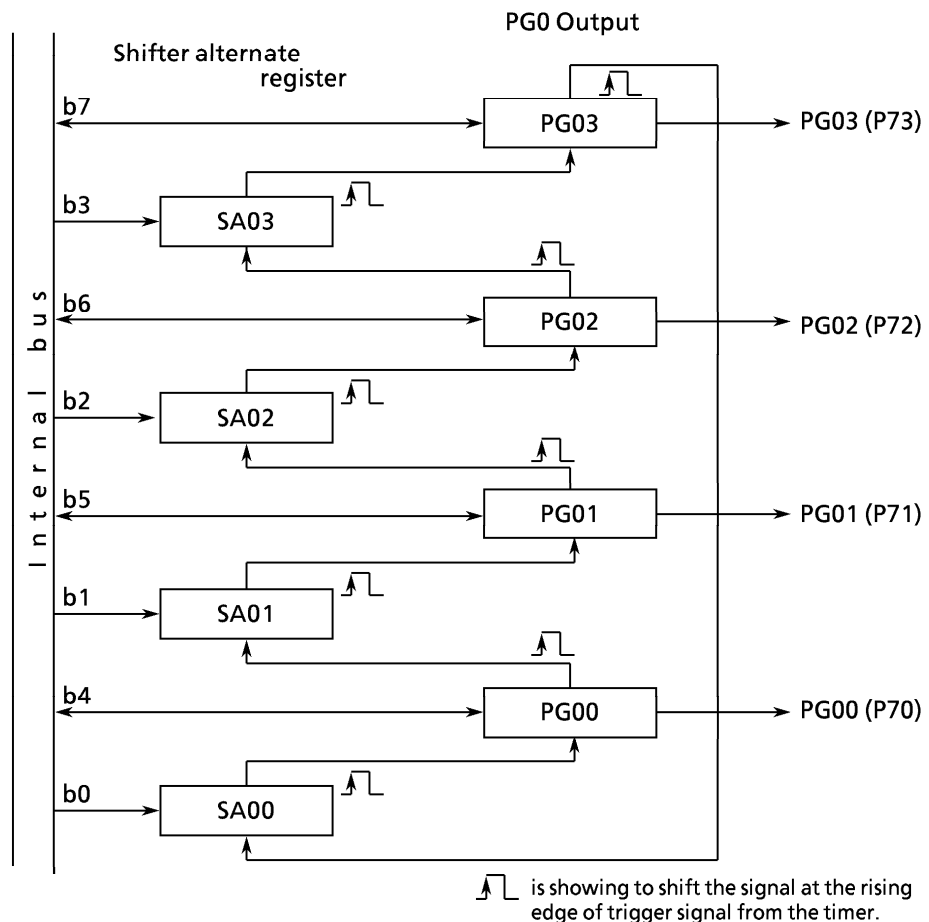 PG0 Output
Shifter alternate
register
b7
PG03
PG03 (P73)
b3
SA03
b6
PG02
PG02 (P72)
b2
SA02
Internal bus
b5
PG01
PG01 (P71)
b1
SA01
b4
PG00
PG00 (P70)
b0
SA00
is showing to shift the signal at the rising
edge of trigger signal from the timer.